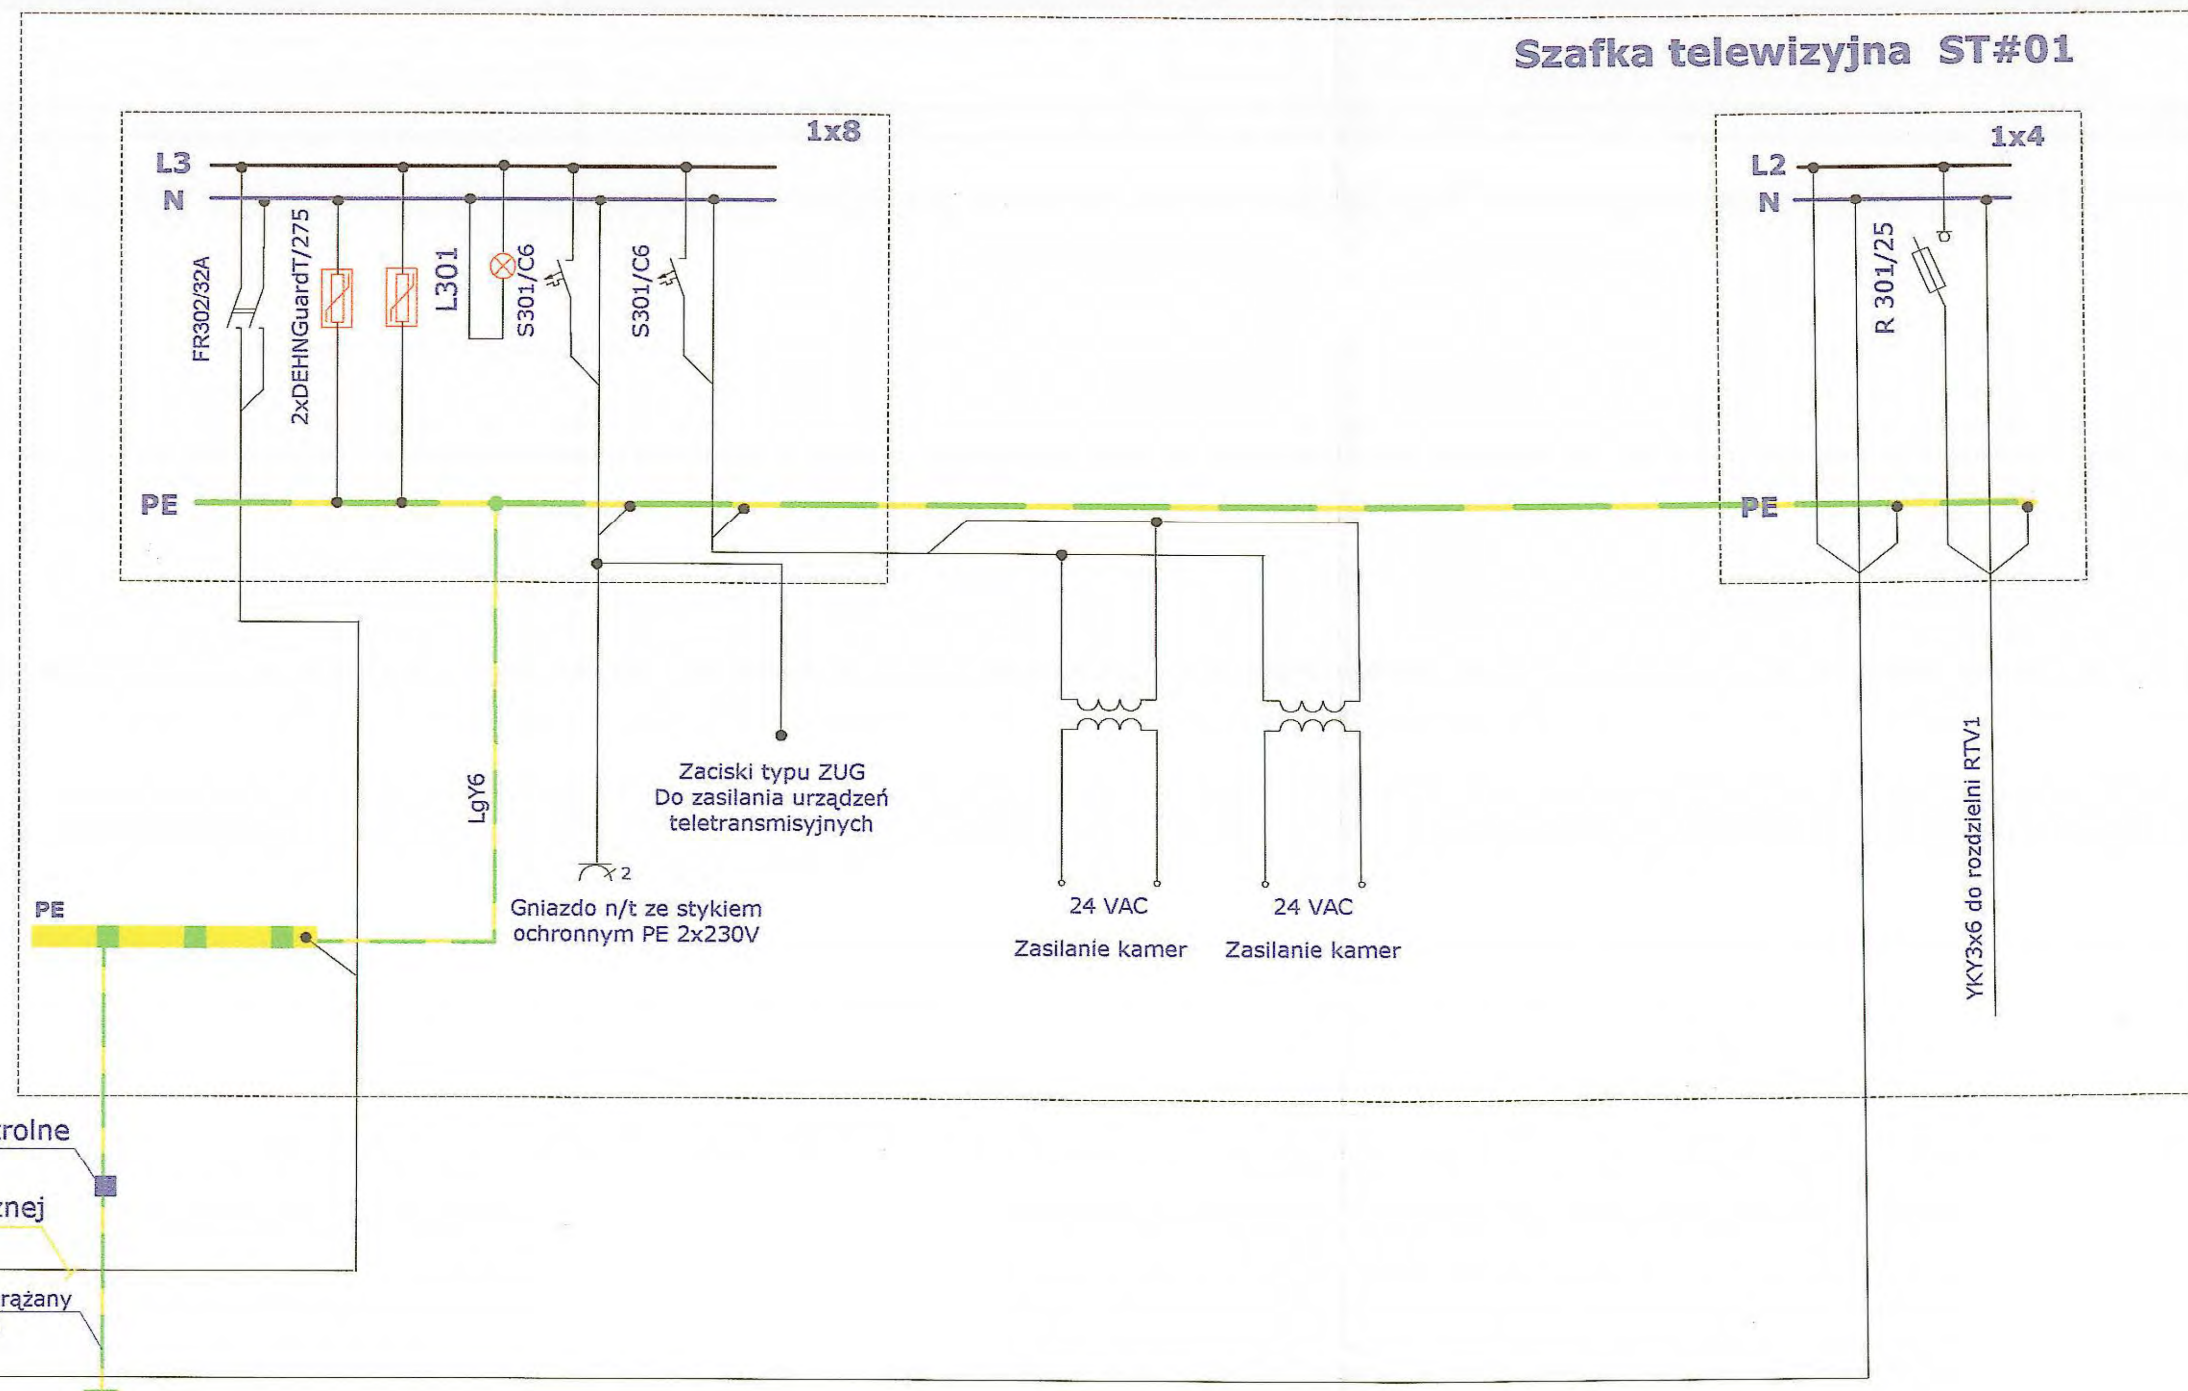 Szafka telewizyjna ST#01
1x8
L3
N
FR302/32A
2xDEHNGuardT/275
L301
S301/C6
S301/C6
PE
1x4
L2
N
R 301/25
PE
LgY6
Zaciski typu ZUG
Do zasilania urządzeń
teletransmisyjnych
2
Gniazdo n/t ze stykiem
ochronnym PE 2x230V
24 VAC
Zasilanie kamer
24 VAC
Zasilanie kamer
YKY3x6 do rozdzielni RTV1
PE
trolne
znej
rążany